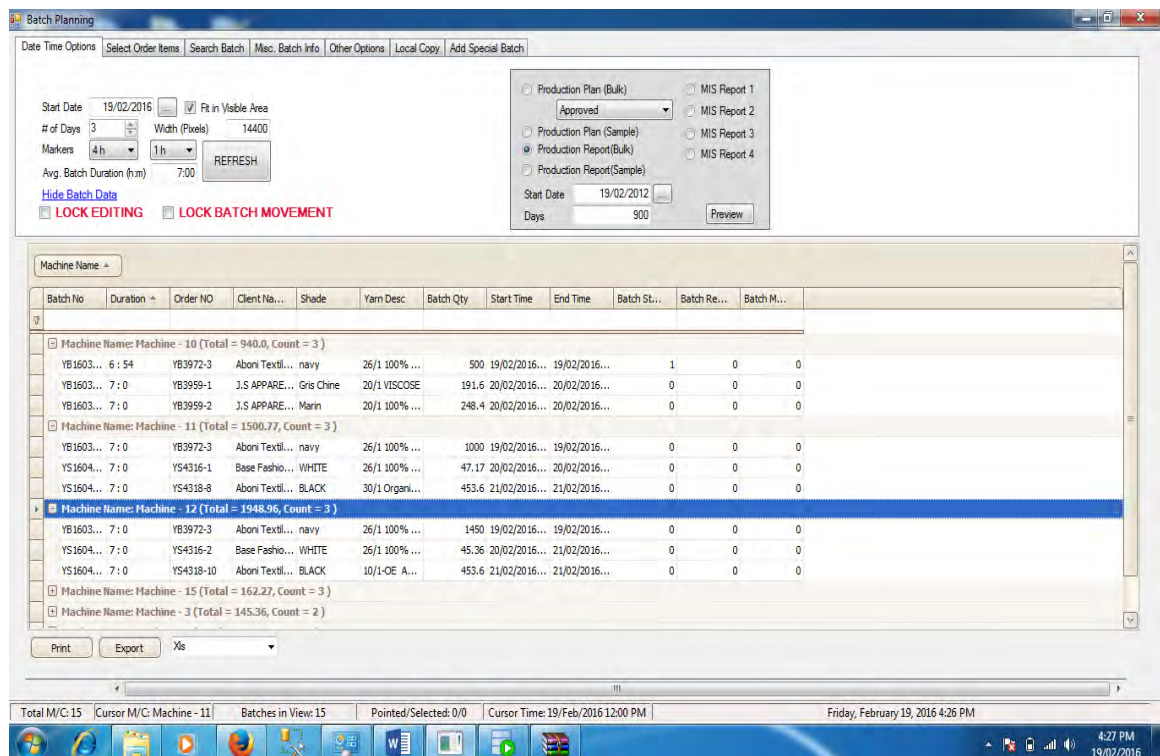 Batch Planning
Date Time Options Select Order Items Search Batch Misc. Batch Info Other Options Local Copy Add Special Batch
Start Date 19/02/2016 ... Fit in Visible Area
# of Days 3 Width (Pixels) 14400
Markers 4 h 1 h REFRESH
Avg. Batch Duration (h:m) 7:00
Hide Batch Data
LOCK EDITING LOCK BATCH MOVEMENT
Production Plan (Bulk) MIS Report 1
Approved MIS Report 2
Production Plan (Sample) MIS Report 3
Production Report(Bulk) MIS Report 4
Production Report(Sample)
Start Date 19/02/2012 ...
Days 900 Preview
Machine Name
Batch No Duration Order NO Client Na... Shade Yarn Desc Batch Qty Start Time End Time Batch St... Batch Re... Batch M...
Machine Name: Machine - 10 (Total = 940.0, Count = 3 )
YB1603... 6 : 54 YB3972-3 Aboni Textil... navy 26/1 100% ... 500 19/02/2016... 19/02/2016... 1 0 0
YB1603... 7 : 0 YB3959-1 J.S APPARE... Gris Chine 20/1 VISCOSE 191.6 20/02/2016... 20/02/2016... 0 0 0
YB1603... 7 : 0 YB3959-2 J.S APPARE... Marin 20/1 100% ... 248.4 20/02/2016... 20/02/2016... 0 0 0
Machine Name: Machine - 11 (Total = 1500.77, Count = 3 )
YB1603... 7 : 0 YB3972-3 Aboni Textil... navy 26/1 100% ... 1000 19/02/2016... 19/02/2016... 0 0 0
YS1604... 7 : 0 YS4316-1 Base Fashio... WHITE 26/1 100% ... 47.17 20/02/2016... 20/02/2016... 0 0 0
YS1604... 7 : 0 YS4318-8 Aboni Textil... BLACK 30/1 Organi... 453.6 21/02/2016... 21/02/2016... 0 0 0
Machine Name: Machine - 12 (Total = 1948.96, Count = 3 )
YB1603... 7 : 0 YB3972-3 Aboni Textil... navy 26/1 100% ... 1450 19/02/2016... 19/02/2016... 0 0 0
YS1604... 7 : 0 YS4316-2 Base Fashio... WHITE 26/1 100% ... 45.36 20/02/2016... 21/02/2016... 0 0 0
YS1604... 7 : 0 YS4318-10 Aboni Textil... BLACK 10/1-OE A... 453.6 21/02/2016... 21/02/2016... 0 0 0
Machine Name: Machine - 15 (Total = 162.27, Count = 3 )
Machine Name: Machine - 3 (Total = 145.36, Count = 2 )
Print Export Xls
Total M/C: 15 Cursor M/C: Machine - 11 Batches in View: 15 Pointed/Selected: 0/0 Cursor Time: 19/Feb/2016 12:00 PM Friday, February 19, 2016 4:26 PM
4:27 PM
19/02/2016